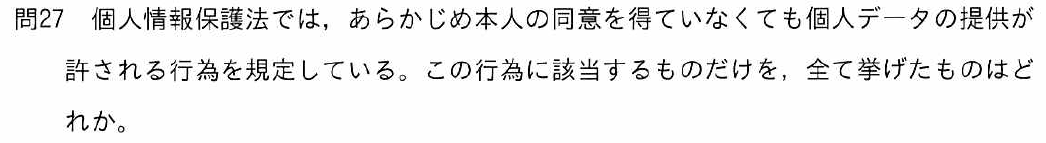 問27　個人情報保護法では，あらかじめ本人の同意を得ていなくても個人データの提供が
許される行為を規定している。この行為に該当するものだけを，全て挙げたものはど
れか。